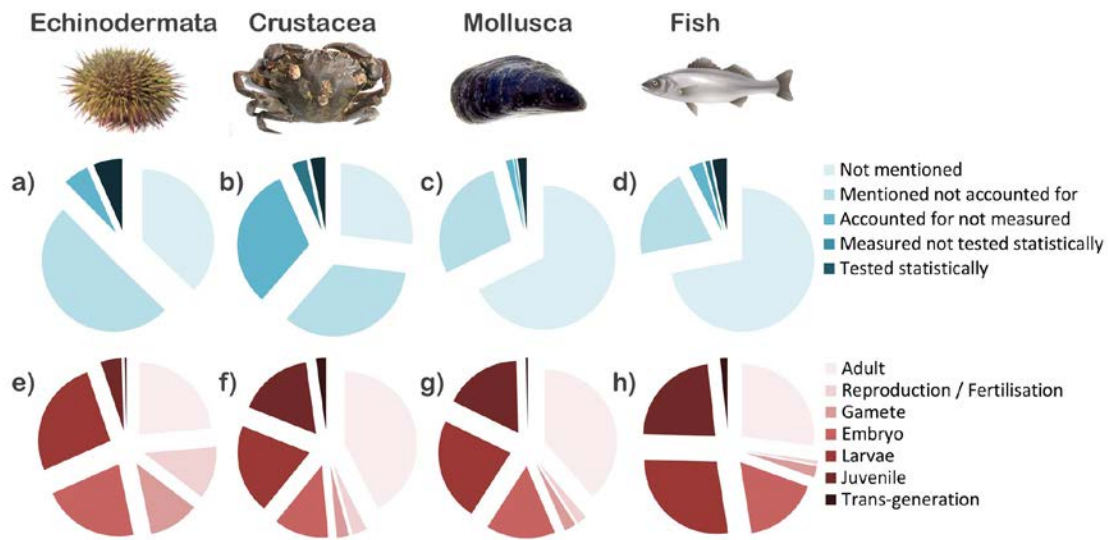 Echinodermata Crustacea Mollusca Fish
a) b) c) d)
Not mentioned
Mentioned not accounted for
Accounted for not measured
Measured not tested statistically
Tested statistically
e) f) g) h)
Adult
Reproduction / Fertilisation
Gamete
Embryo
Larvae
Juvenile
Trans-generation